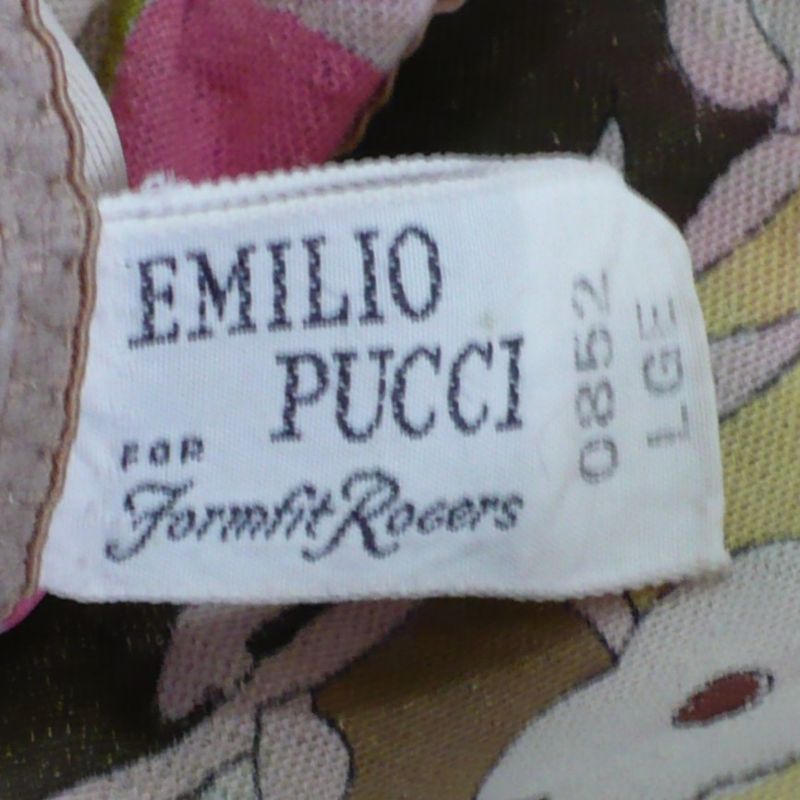 EMILIO
PUCCI
FOR
Formfit Rogers
0852
LGE